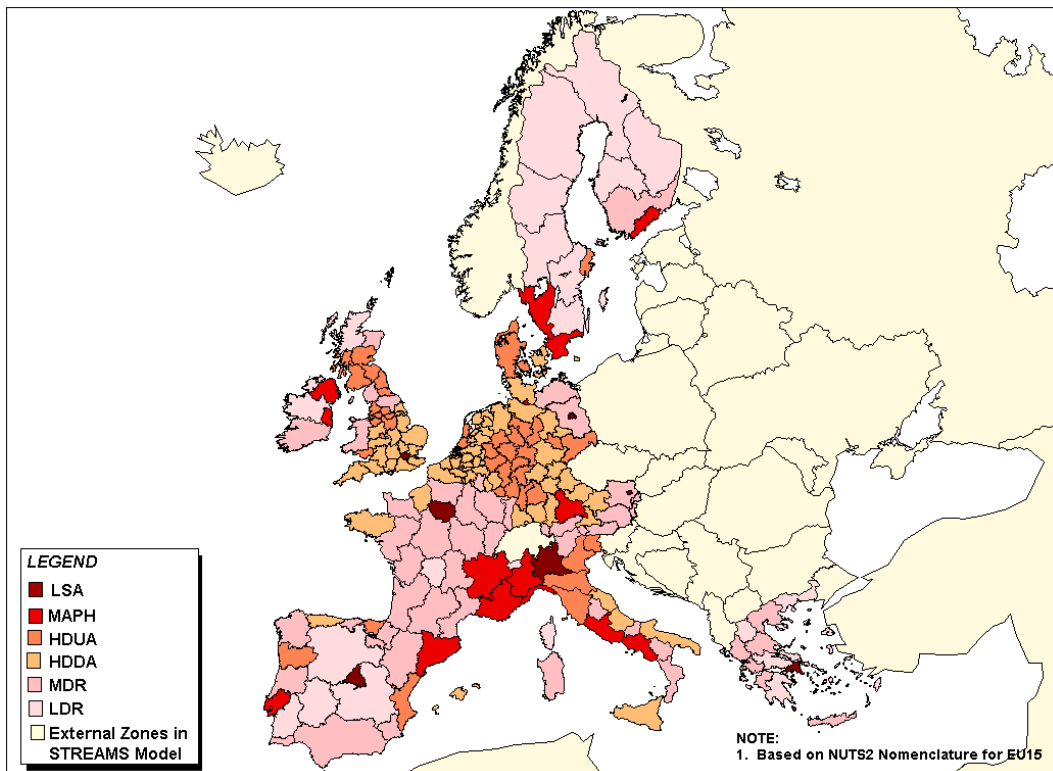 LEGEND
LSA
MAPH
HDUA
HDDA
MDR
LDR
External Zones in
STREAMS Model
NOTE:
1. Based on NUTS2 Nomenclature for EU15